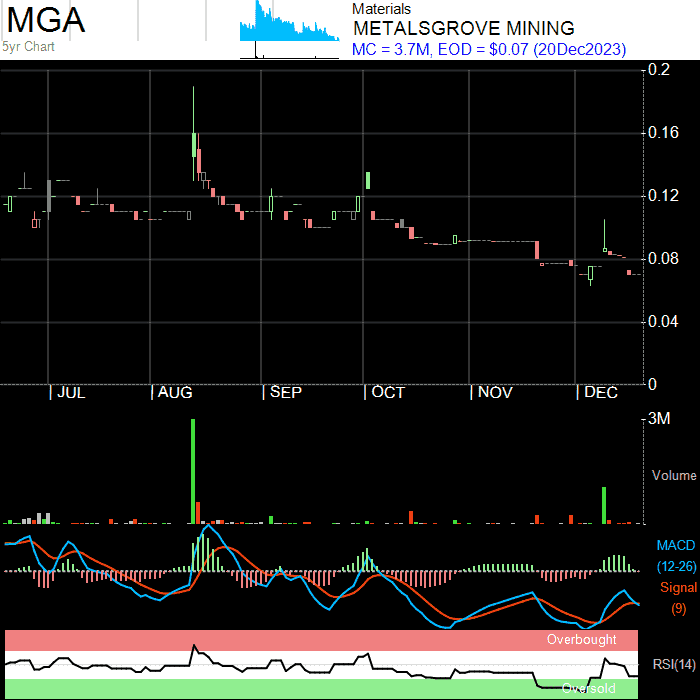 MGA
5yr Chart
Materials
METALSGROVE MINING
MC = 3.7M, EOD = $0.07 (20Dec2023)
0.2
0.16
0.12
0.08
0.04
0
JUL AUG SEP OCT NOV DEC
3M
Volume
MACD
(12-26)
Signal
(9)
Overbought
RSI(14)
Oversold